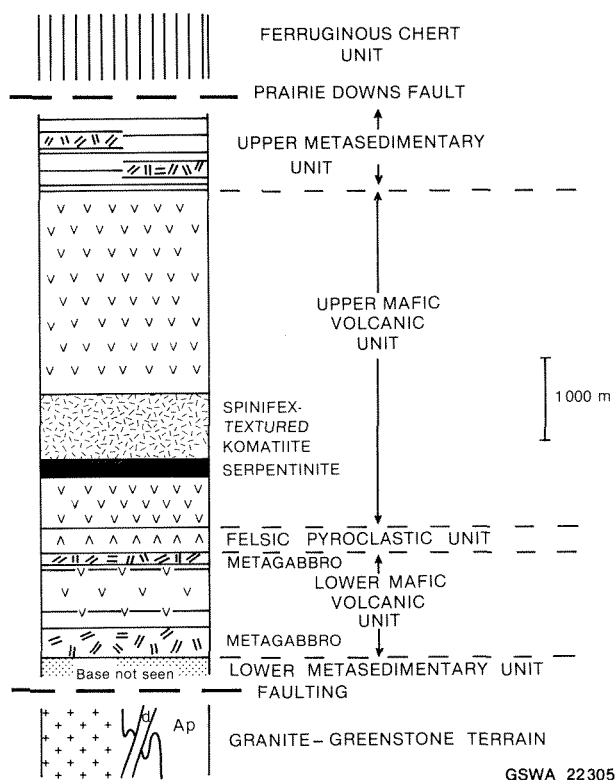 FERRUGINOUS CHERT
UNIT
PRAIRIE DOWNS FAULT
UPPER METASEDIMENTARY
UNIT
UPPER MAFIC
VOLCANIC
UNIT
1000 m
SPINIFEX-
TEXTURED
KOMATIITE
SERPENTINITE
FELSIC PYROCLASTIC UNIT
METAGABBRO
LOWER MAFIC
VOLCANIC
UNIT
METAGABBRO
LOWER METASEDIMENTARY UNIT
Base not seen
FAULTING
d
Ap
GRANITE–GREENSTONE TERRAIN
GSWA 22305